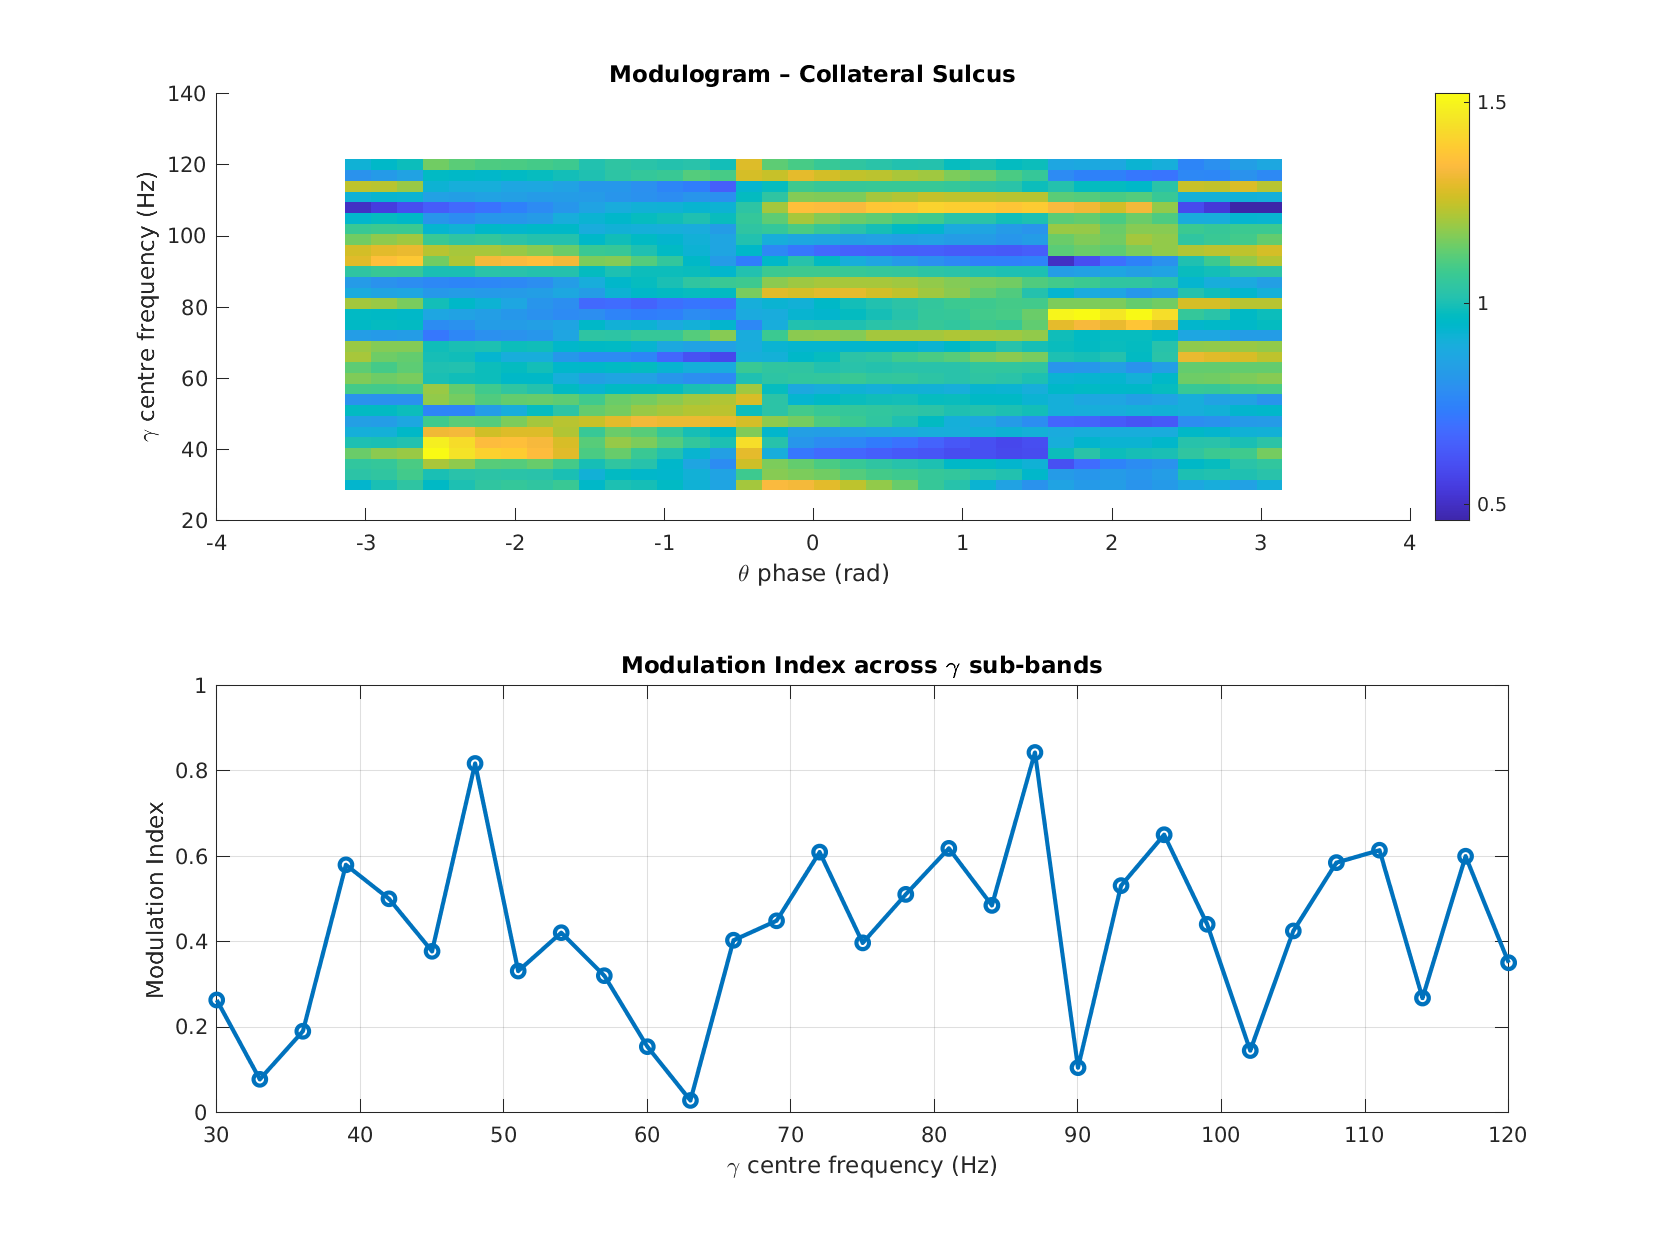 Modulogram – Collateral Sulcus
γ centre frequency (Hz)
140
120
100
80
60
40
20
-4 -3 -2 -1 0 1 2 3 4
θ phase (rad)
1.5
1
0.5
Modulation Index across γ sub-bands
Modulation Index
1
0.8
0.6
0.4
0.2
0
30 40 50 60 70 80 90 100 110 120
γ centre frequency (Hz)